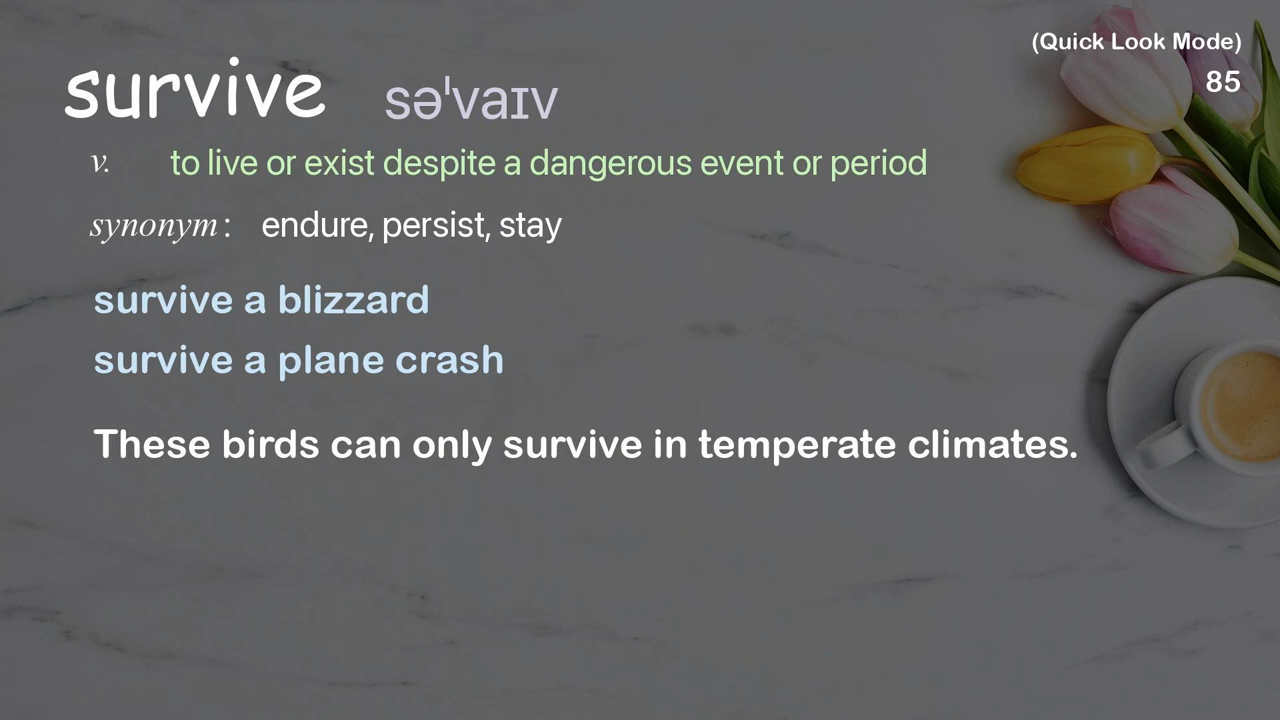 (Quick Look Mode)
85
survive səˈvaɪv
v. to live or exist despite a dangerous event or period
synonym: endure, persist, stay
survive a blizzard
survive a plane crash
These birds can only survive in temperate climates.